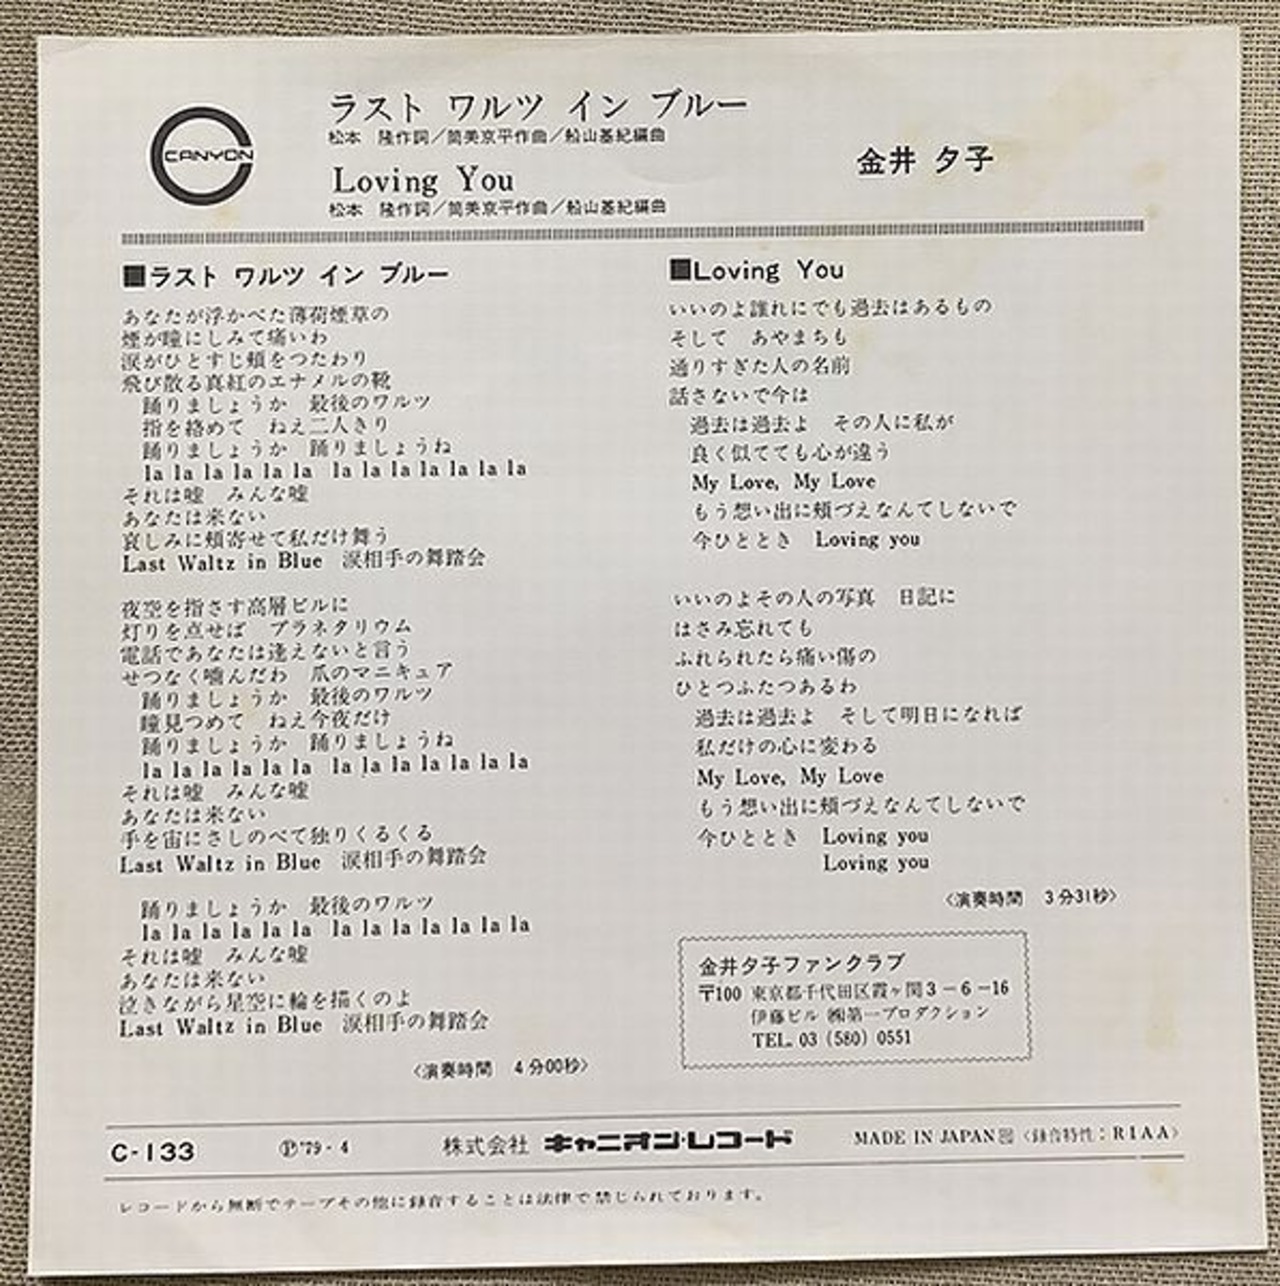 CANYON
ラスト ワルツ イン ブルー
松本 隆作詞／筒美京平作曲／船山基紀編曲
Loving You
松本 隆作詞／筒美京平作曲／船山基紀編曲
金井 夕子
■ラスト ワルツ イン ブルー
あなたが浮かべた薄荷煙草の
煙が瞳にしみて痛いわ
涙がひとすじ頬をつたわり
飛び散る真紅のエナメルの靴
踊りましょうか 最後のワルツ
指を絡めて ねえ二人きり
踊りましょうか 踊りましょうね
la la la la la la la la la la la la la
それは嘘 みんな嘘
あなたは来ない
哀しみに頬寄せて私だけ舞う
Last Waltz in Blue 涙相手の舞踏会
夜空を指さす高層ビルに
灯りを点せば プラネタリウム
電話であなたは逢えないと言う
せつなく噛んだわ 爪のマニキュア
踊りましょうか 最後のワルツ
瞳見つめて ねえ今夜だけ
踊りましょうか 踊りましょうね
la la la la la la la la la la la la la
それは嘘 みんな嘘
あなたは来ない
手を宙にさしのべて独りくるくる
Last Waltz in Blue 涙相手の舞踏会
踊りましょうか 最後のワルツ
la la la la la la la la la la la la la
それは嘘 みんな嘘
あなたは来ない
泣きながら星空に輪を描くのよ
Last Waltz in Blue 涙相手の舞踏会
〈演奏時間 4分00秒〉
■Loving You
いいのよ誰れにでも過去はあるもの
そして あやまちも
通りすぎた人の名前
話さないで今は
過去は過去よ その人に私が
良く似てても心が違う
My Love, My Love
もう想い出に頬づえなんてしないで
今ひととき Loving you
いいのよその人の写真 日記に
はさみ忘れても
ふれられたら痛い傷の
ひとつふたつあるわ
過去は過去よ そして明日になれば
私だけの心に変わる
My Love, My Love
もう想い出に頬づえなんてしないで
今ひととき Loving you
Loving you
〈演奏時間 3分31秒〉
金井夕子ファンクラブ
〒100 東京都千代田区霞ヶ関3－6－16
伊藤ビル ㈱第一プロダクション
TEL. 03 (580) 0551
C-133
Ⓟ'79・4
株式会社 キャニオン・レコード
MADE IN JAPAN 〈録音特性：RIAA〉
レコードから無断でテープその他に録音することは法律で禁じられております。